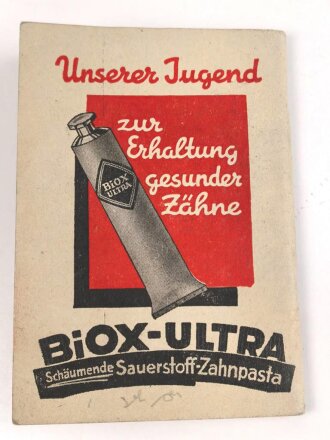 Unserer Jugend
zur
Erhaltung
gesunder
Zähne
BiOX
ULTRA
BiOX-ULTRA
Schäumende Sauerstoff-Zahnpasta